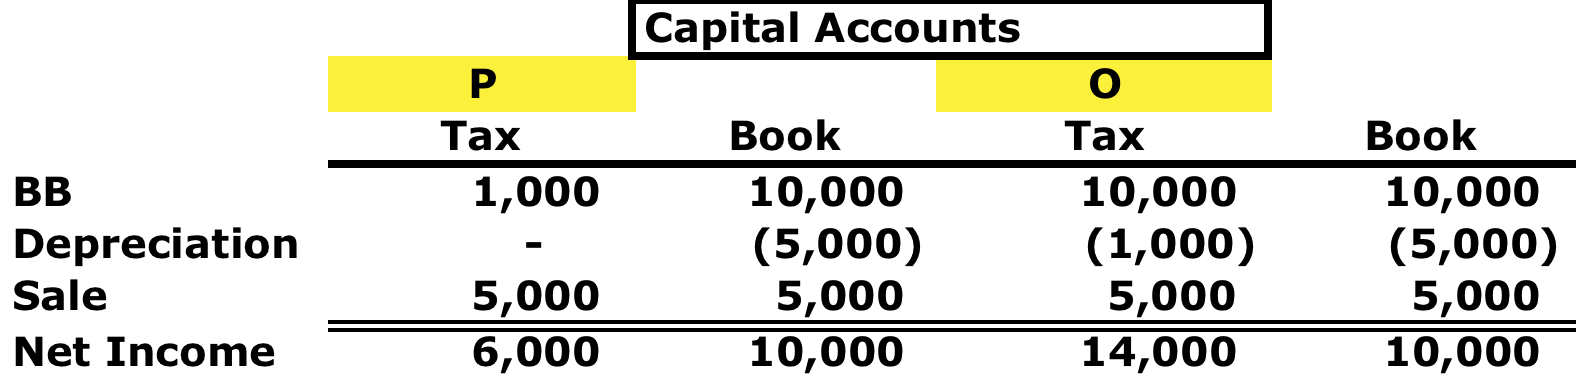 Capital Accounts
P O
Tax Book Tax Book
BB 1,000 10,000 10,000 10,000
Depreciation - (5,000) (1,000) (5,000)
Sale 5,000 5,000 5,000 5,000
Net Income 6,000 10,000 14,000 10,000